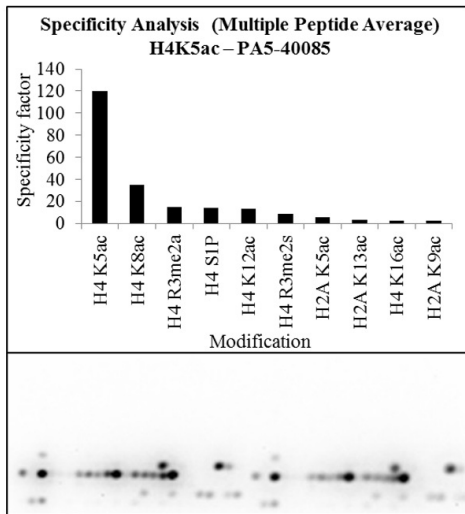 Specificity Analysis (Multiple Peptide Average)
H4K5ac – PA5-40085
Specificity factor
140
120
100
80
60
40
20
0
H4 K5ac
H4 K8ac
H4 R3me2a
H4 S1P
H4 K12ac
H4 R3me2s
H2A K5ac
H2A K13ac
H4 K16ac
H2A K9ac
Modification